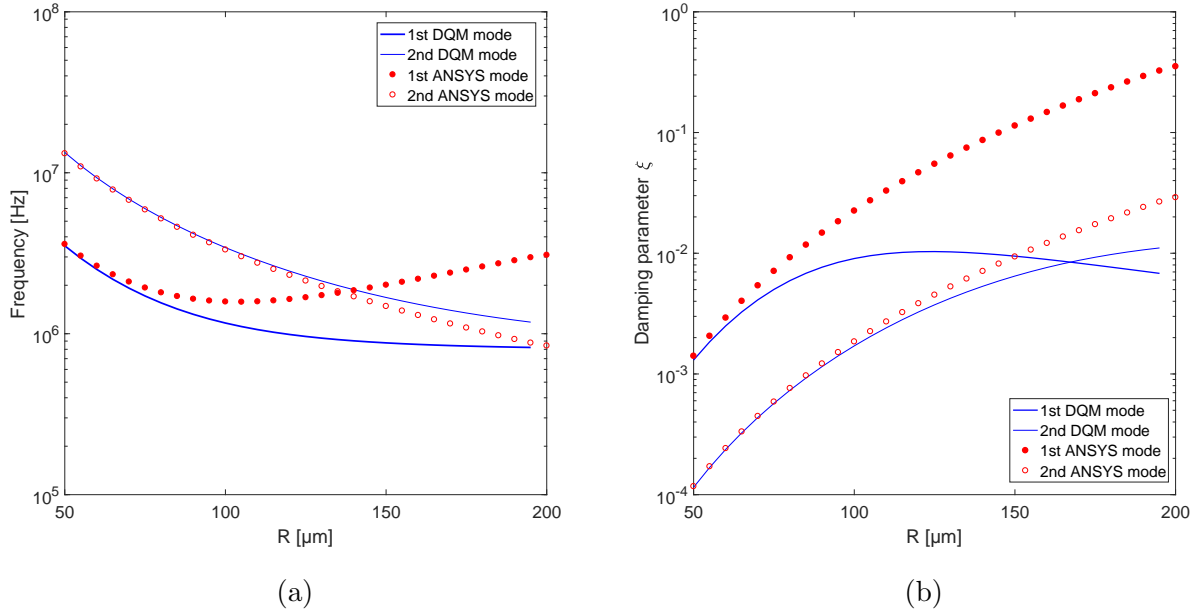 10^8
10^7
10^6
10^5
Frequency [Hz]
50
100
150
200
R [µm]
1st DQM mode
2nd DQM mode
1st ANSYS mode
2nd ANSYS mode
(a)
10^0
10^-1
10^-2
10^-3
10^-4
Damping parameter ξ
50
100
150
200
R [µm]
1st DQM mode
2nd DQM mode
1st ANSYS mode
2nd ANSYS mode
(b)